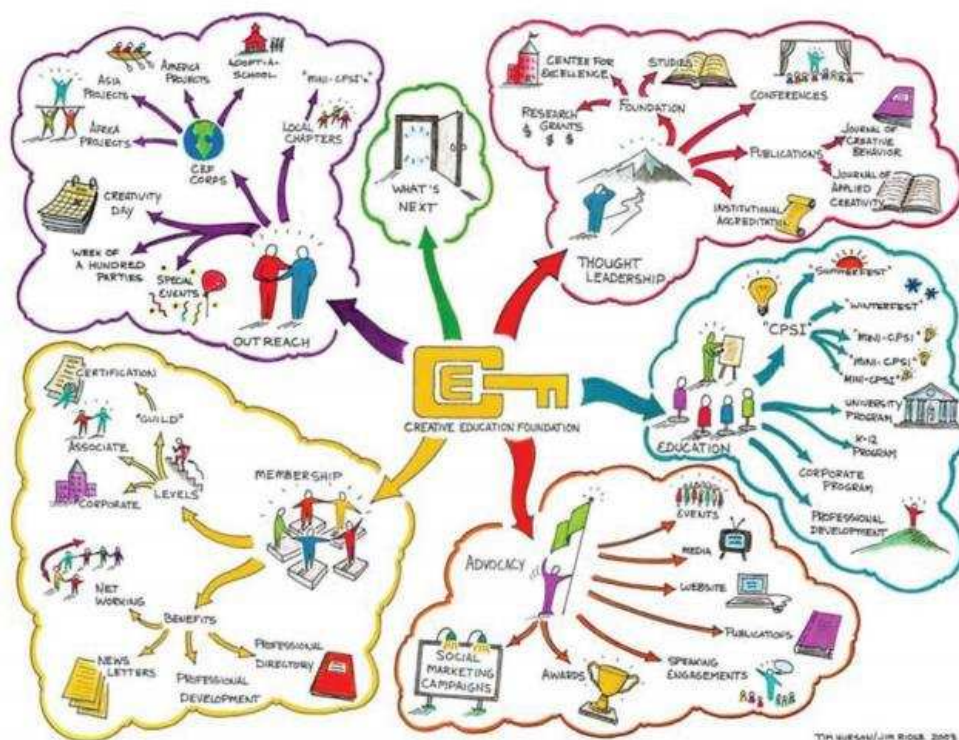 ASIA
PROJECTS
AMERICA
PROJECTS
ADOPT-A-
SCHOOL
"MINI-CPSI'S"
AFRICA
PROJECTS
CEF
CORPS
LOCAL
CHAPTERS
CREATIVITY
DAY
WEEK OF
A HUNDRED
PARTIES
SPECIAL
EVENTS
OUTREACH
WHAT'S
NEXT
CENTER FOR
EXCELLENCE
STUDIES
CONFERENCES
RESEARCH
GRANTS
$ $ $
FOUNDATION
PUBLICATIONS
JOURNAL OF
CREATIVE
BEHAVIOR
JOURNAL OF
APPLIED
CREATIVITY
INSTITUTIONAL
ACCREDITATION
THOUGHT
LEADERSHIP
CEF
CREATIVE EDUCATION FOUNDATION
"SUMMERFEST"
"CPSI"
"WINTERFEST"
"MINI-CPSI"
"MINI-CPSI"
"MINI-CPSI"
UNIVERSITY
PROGRAM
K-12
PROGRAM
CORPORATE
PROGRAM
PROFESSIONAL
DEVELOPMENT
EDUCATION
CERTIFICATION
"GUILD"
ASSOCIATE
CORPORATE
LEVELS
MEMBERSHIP
NET
WORKING
BENEFITS
NEWS
LETTERS
PROFESSIONAL
DEVELOPMENT
PROFESSIONAL
DIRECTORY
ADVOCACY
EVENTS
MEDIA
WEBSITE
PUBLICATIONS
SPEAKING
ENGAGEMENTS
AWARDS
SOCIAL
MARKETING
CAMPAIGNS
2003